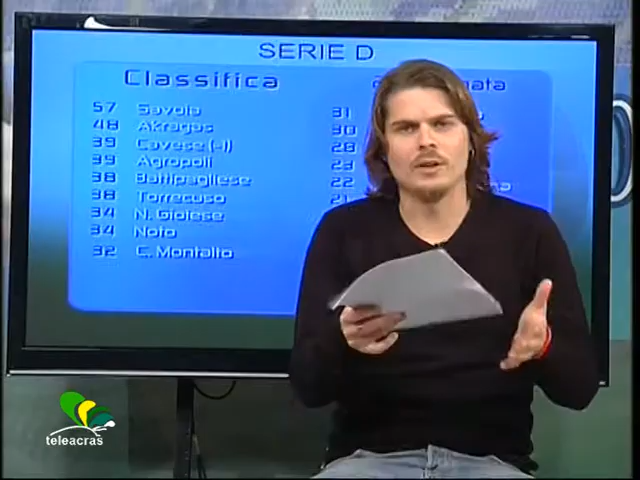 SERIE D
Classifica
57 Savoia
48 Akragas
39 Cavese (-1)
39 Agropoli
38 Battipagliese
38 Torrecuso
34 N. Gioiese
34 Noto
32 C. Montalto
31
30
28
23
22
21
teleacras